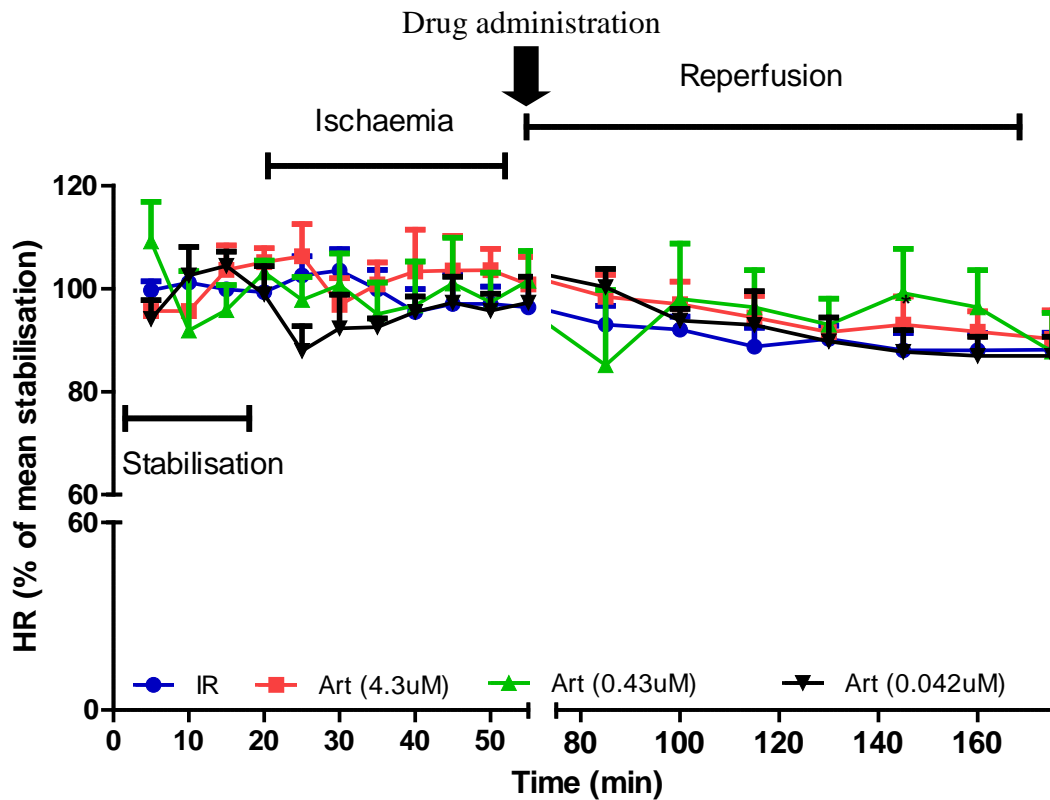 Drug administration
Reperfusion
Ischaemia
120
100
80
60
60
0
HR (% of mean stabilisation)
*
Stabilisation
IR Art (4.3uM) Art (0.43uM) Art (0.042uM)
0 10 20 30 40 50 80 100 120 140 160
Time (min)